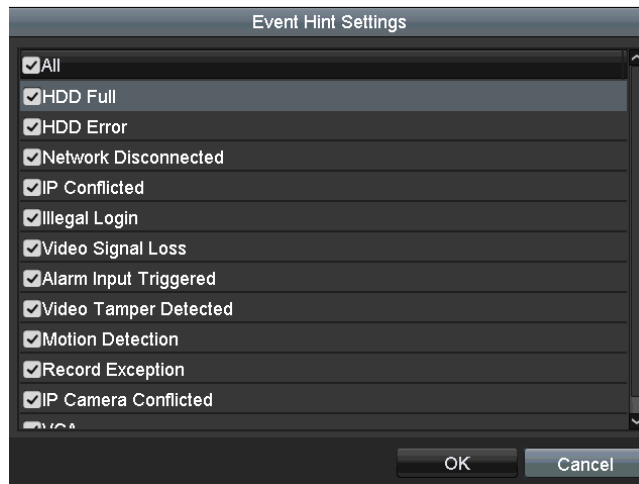 Event Hint Settings
All
HDD Full
HDD Error
Network Disconnected
IP Conflicted
Illegal Login
Video Signal Loss
Alarm Input Triggered
Video Tamper Detected
Motion Detection
Record Exception
IP Camera Conflicted
VCA
OK
Cancel